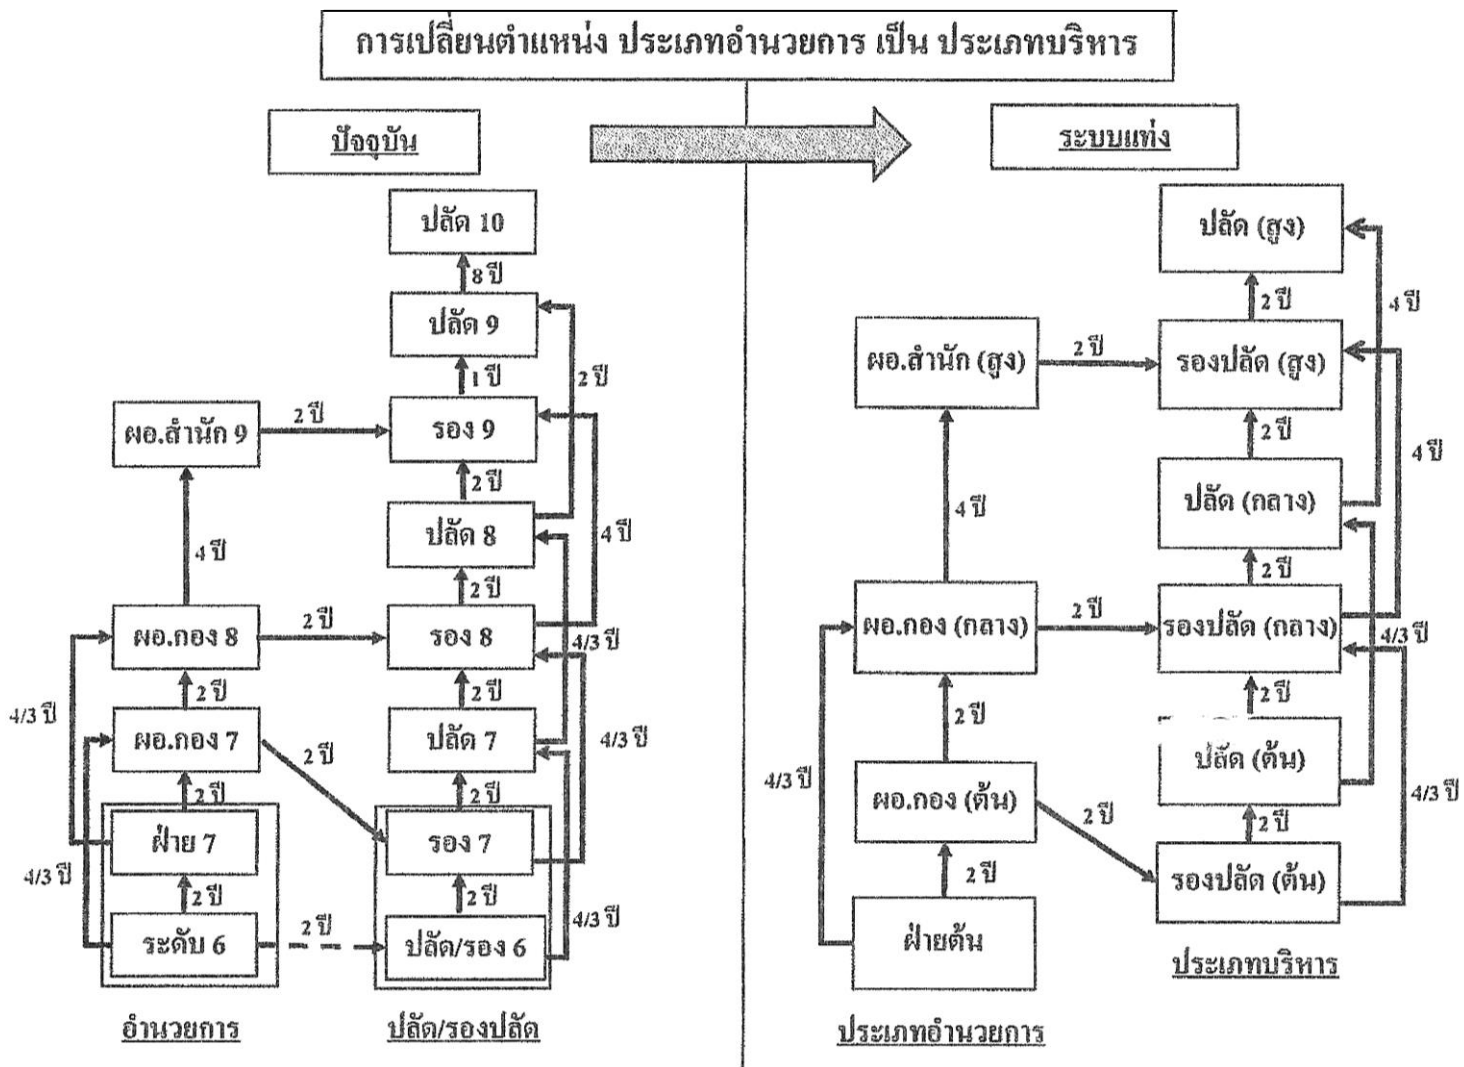 การเปลี่ยนตำแหน่ง ประเภทอำนวยการ เป็น ประเภทบริหาร
ปัจจุบัน
ปลัด 10
8 ปี
ปลัด 9
1 ปี
2 ปี
ผอ.สำนัก 9
2 ปี
รอง 9
2 ปี
ปลัด 8
4 ปี
4 ปี
2 ปี
ผอ.กอง 8
2 ปี
รอง 8
4/3 ปี
2 ปี
2 ปี
4/3 ปี
ผอ.กอง 7
2 ปี
ปลัด 7
4/3 ปี
2 ปี
2 ปี
ฝ่าย 7
รอง 7
4/3 ปี
2 ปี
2 ปี
4/3 ปี
ระดับ 6
2 ปี
ปลัด/รอง 6
อำนวยการ
ปลัด/รองปลัด
ระบบแท่ง
ปลัด (สูง)
2 ปี
4 ปี
ผอ.สำนัก (สูง)
2 ปี
รองปลัด (สูง)
2 ปี
4 ปี
ปลัด (กลาง)
4 ปี
2 ปี
ผอ.กอง (กลาง)
2 ปี
รองปลัด (กลาง)
4/3 ปี
2 ปี
2 ปี
ปลัด (ต้น)
4/3 ปี
ผอ.กอง (ต้น)
4/3 ปี
2 ปี
2 ปี
2 ปี
รองปลัด (ต้น)
ฝ่ายต้น
ประเภทบริหาร
ประเภทอำนวยการ